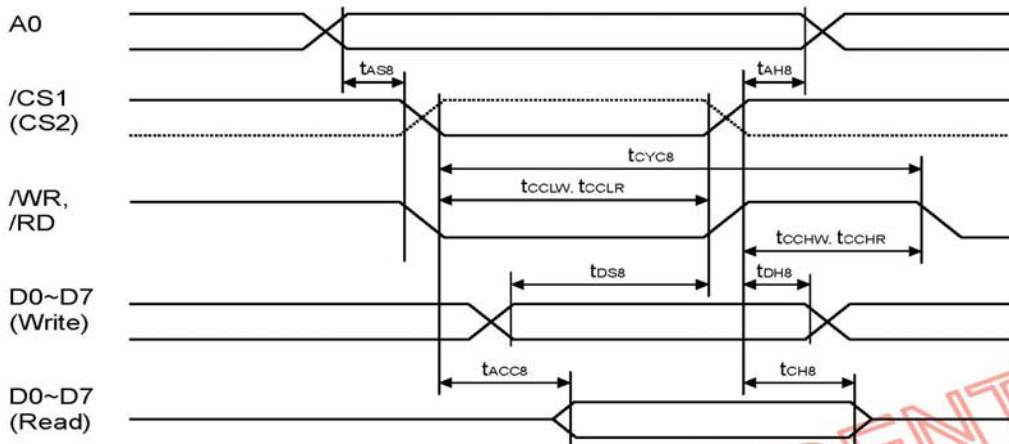 A0
tAS8
tAH8
/CS1
(CS2)
tCYC8
tCCLW. tCCLR
/WR,
/RD
tCCHW. tCCHR
tDS8
tDH8
D0~D7
(Write)
tACC8
tCH8
D0~D7
(Read)